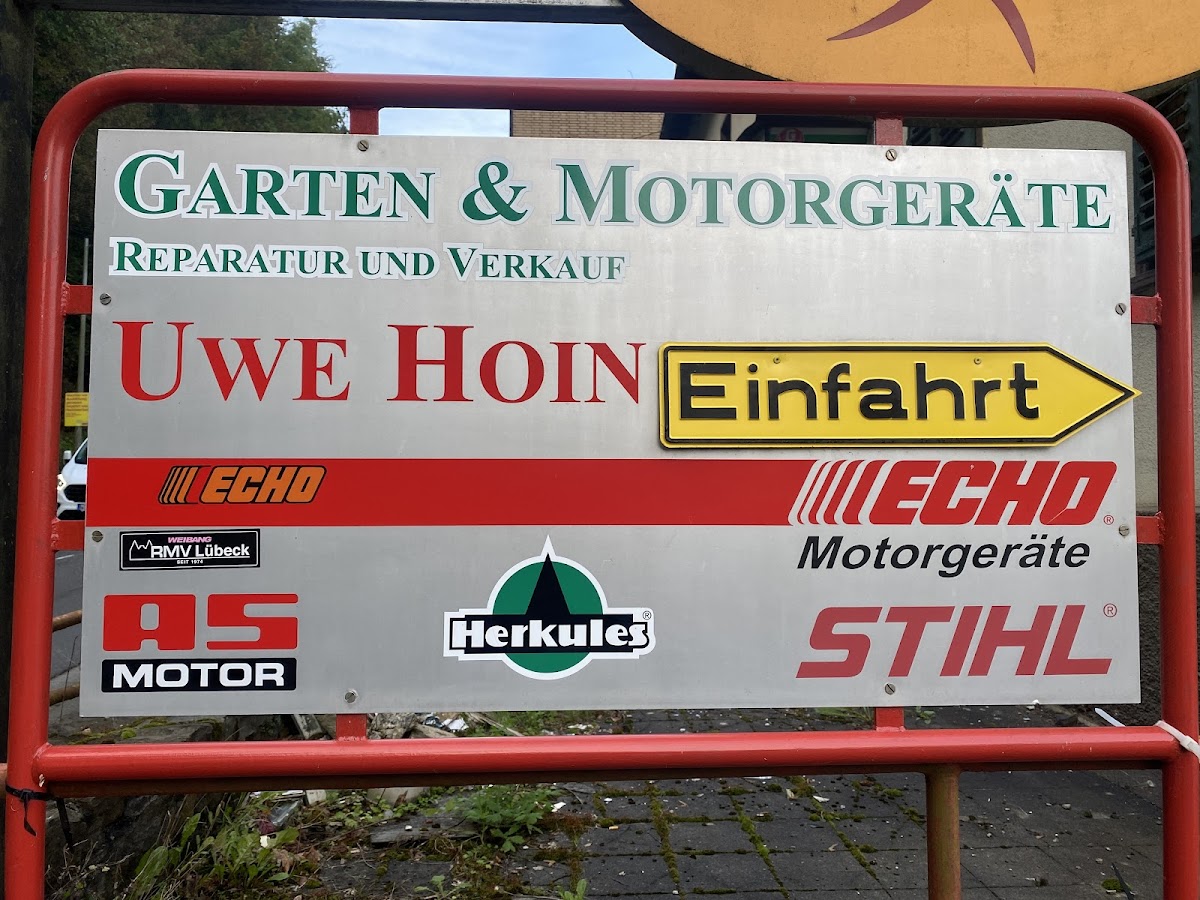 GARTEN & MOTORGERÄTE
REPARATUR UND VERKAUF
UWE HOIN
Einfahrt
ECHO
ECHO®
Motorgeräte
WEIBANG
RMV Lübeck
SEIT 1974
AS
MOTOR
Herkules®
STIHL®